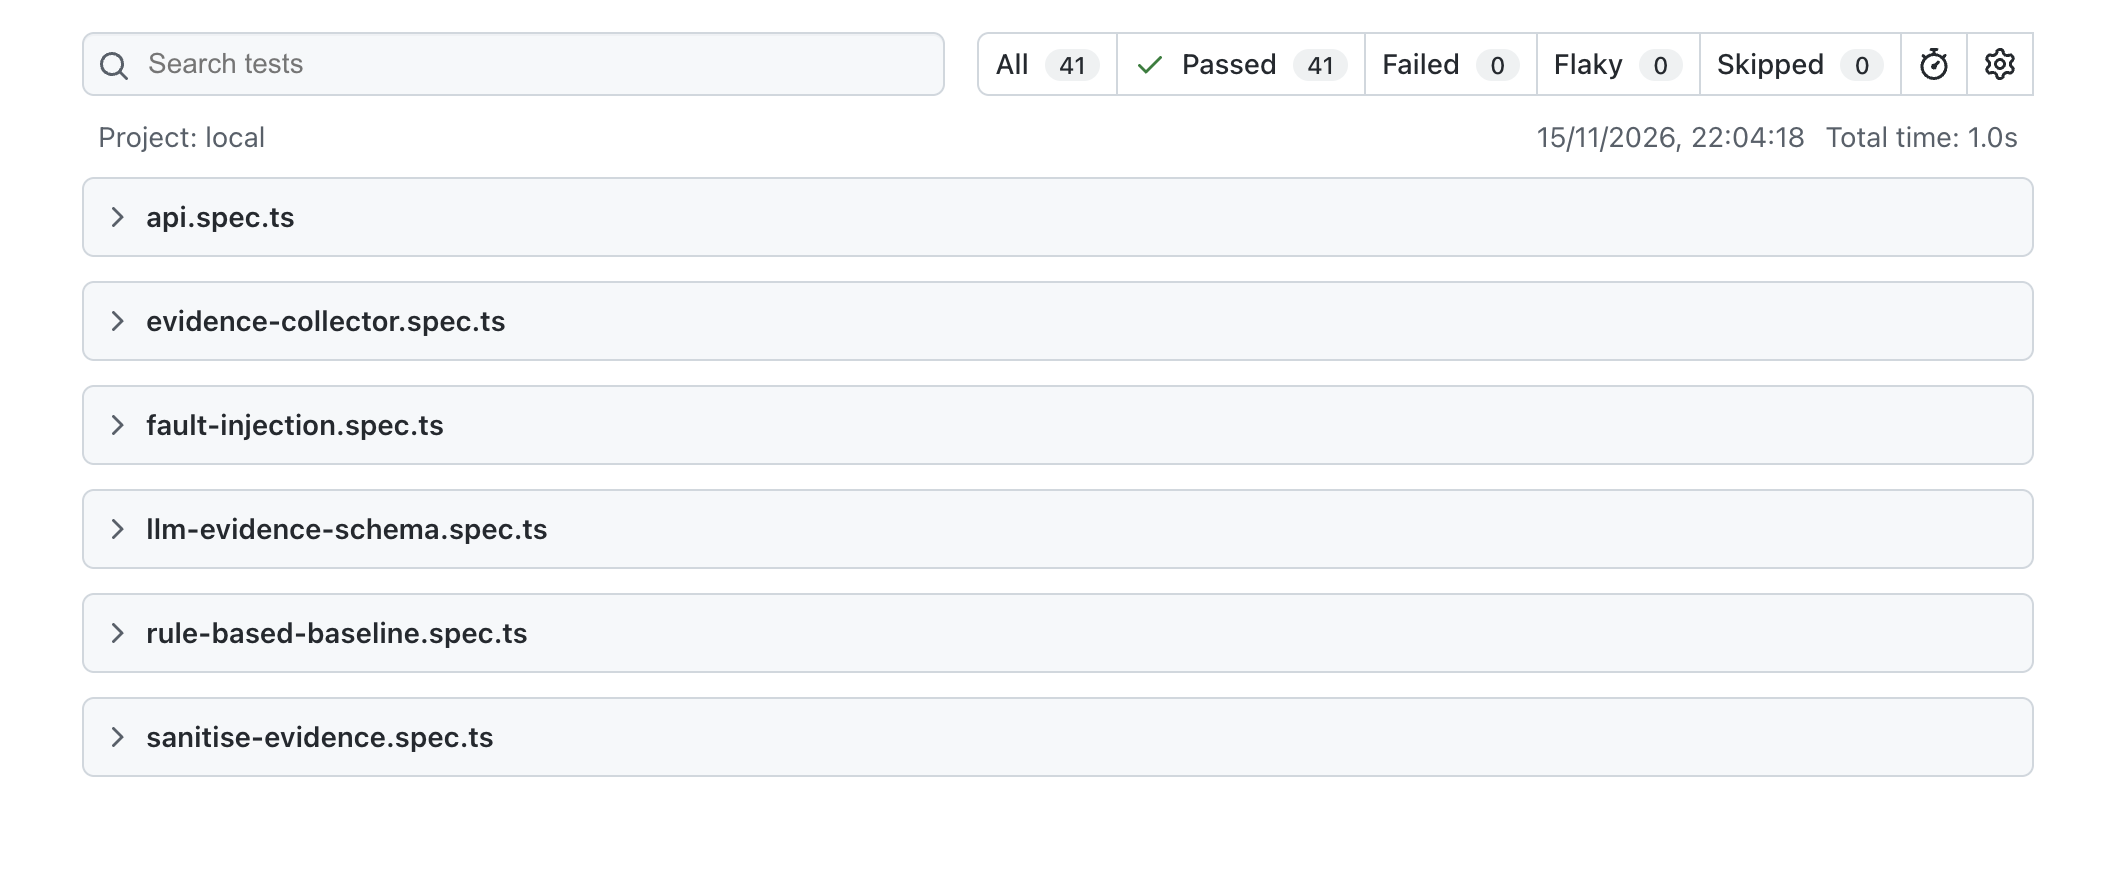 Search tests
All 41 Passed 41 Failed 0 Flaky 0 Skipped 0
Project: local
15/11/2026, 22:04:18 Total time: 1.0s
api.spec.ts
evidence-collector.spec.ts
fault-injection.spec.ts
llm-evidence-schema.spec.ts
rule-based-baseline.spec.ts
sanitise-evidence.spec.ts